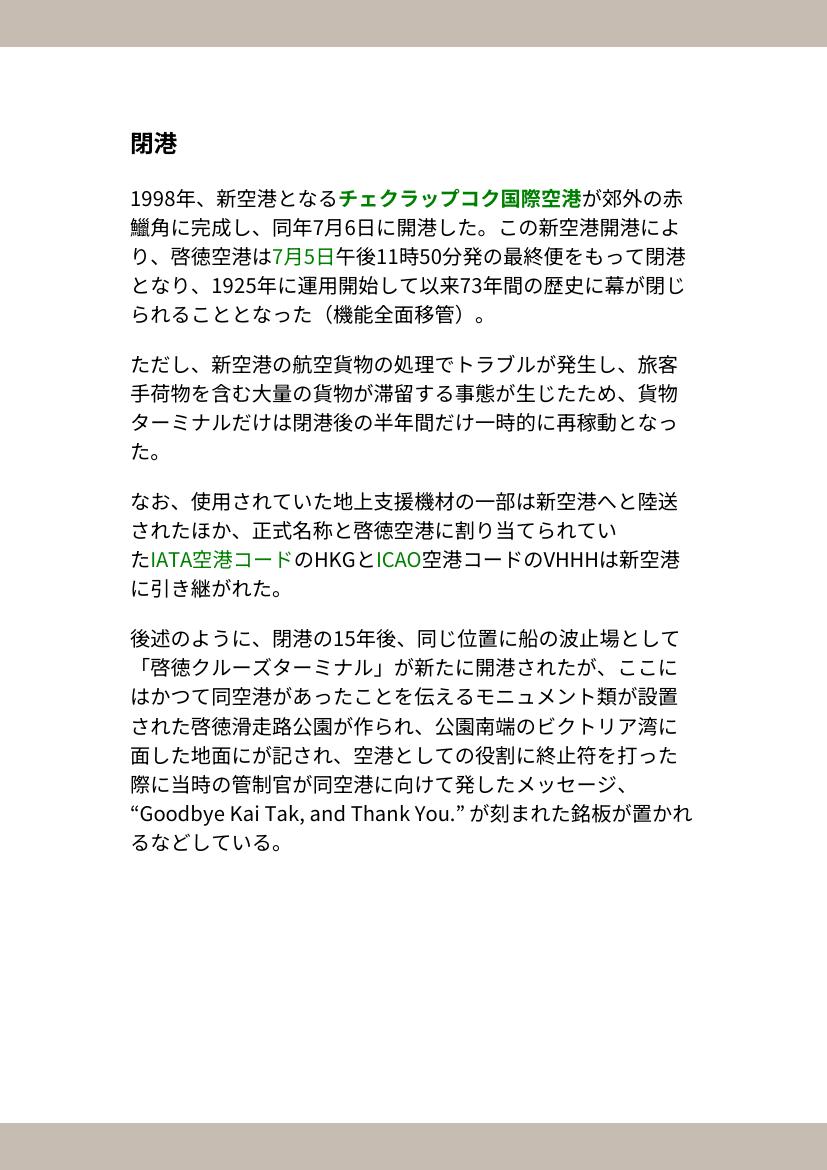 閉港
1998年、新空港となるチェクラップコク国際空港が郊外の赤
鱲角に完成し、同年7月6日に開港した。この新空港開港によ
り、啓徳空港は7月5日午後11時50分発の最終便をもって閉港
となり、1925年に運用開始して以来73年間の歴史に幕が閉じ
られることとなった（機能全面移管）。
ただし、新空港の航空貨物の処理でトラブルが発生し、旅客
手荷物を含む大量の貨物が滞留する事態が生じたため、貨物
ターミナルだけは閉港後の半年間だけ一時的に再稼動となっ
た。
なお、使用されていた地上支援機材の一部は新空港へと陸送
されたほか、正式名称と啓徳空港に割り当てられてい
たIATA空港コードのHKGとICAO空港コードのVHHHは新空港
に引き継がれた。
後述のように、閉港の15年後、同じ位置に船の波止場として
「啓徳クルーズターミナル」が新たに開港されたが、ここに
はかつて同空港があったことを伝えるモニュメント類が設置
された啓徳滑走路公園が作られ、公園南端のビクトリア湾に
面した地面にが記され、空港としての役割に終止符を打った
際に当時の管制官が同空港に向けて発したメッセージ、
“Goodbye Kai Tak, and Thank You.” が刻まれた銘板が置かれ
るなどしている。